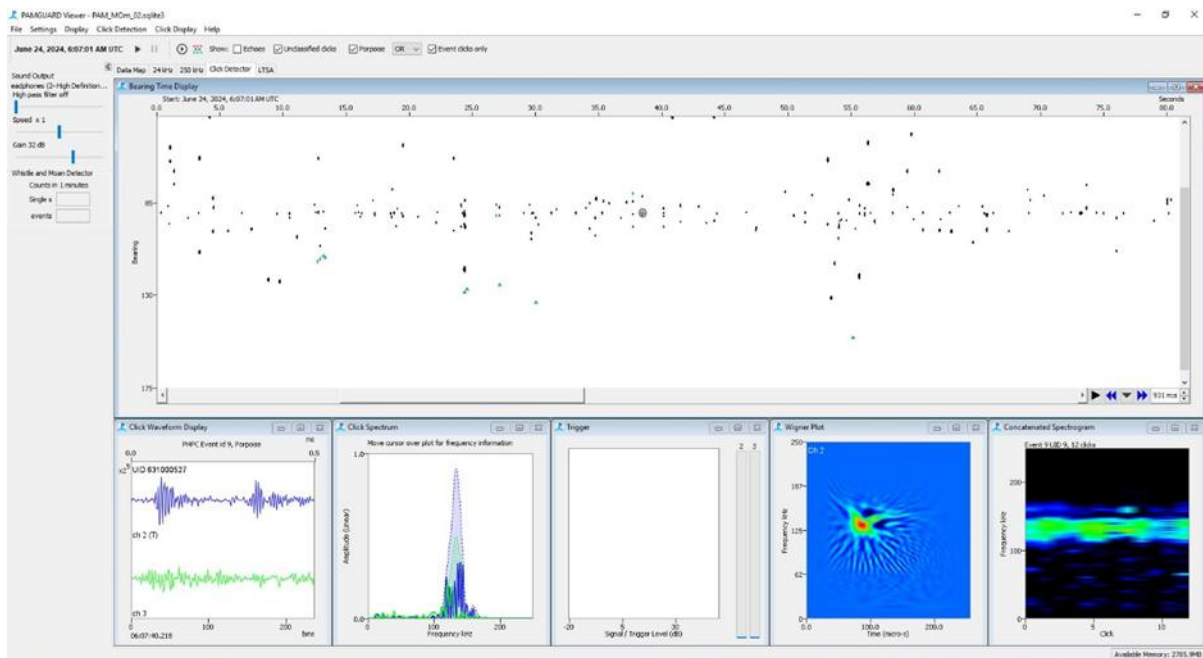 PAMGUARD Viewer - PAM_MOm_02.sqlite3
File Settings Display Click Detection Click Display Help
June 24, 2024, 6:07:01 AM UTC Show: Echoes Unclassified clicks Porpoise OR Event clicks only
Sound Output
eadphones (2- High Definition...
High pass filter off
Speed x 1
Gain 32 dB
Whistle and Moan Detector
Counts in 1 minutes
Single x
events
Data Map 24 kHz 250 kHz Click Detector LTSA
Bearing Time Display
Start: June 24, 2024, 6:07:01 AM UTC Seconds
0.0 5.0 10.0 15.0 20.0 25.0 30.0 35.0 40.0 45.0 50.0 55.0 60.0 65.0 70.0 75.0 80.0
85
Bearing
130
175
931 mcs
Click Waveform Display
PHPC Event id 9, Porpoise
ms
0.0 0.5
UID 631000527
ch 2 (T)
ch 3
0 100 200
06:07:40.218 bins
Click Spectrum
Move cursor over plot for frequency information
1.0
Amplitude (Linear)
0.0
0 100 200
Frequency kHz
Trigger
2 3
-20 5 30
Signal / Trigger Level (dB)
Wigner Plot
Ch 2
250
187
Frequency kHz
125
62
0
0.0 100.0 200.0
Time (micro-s)
Concatenated Spectrogram
Event 9 UID 9, 12 clicks
200
Frequency kHz
100
0
0 5 10
Click
Available Memory: 2785.9MB